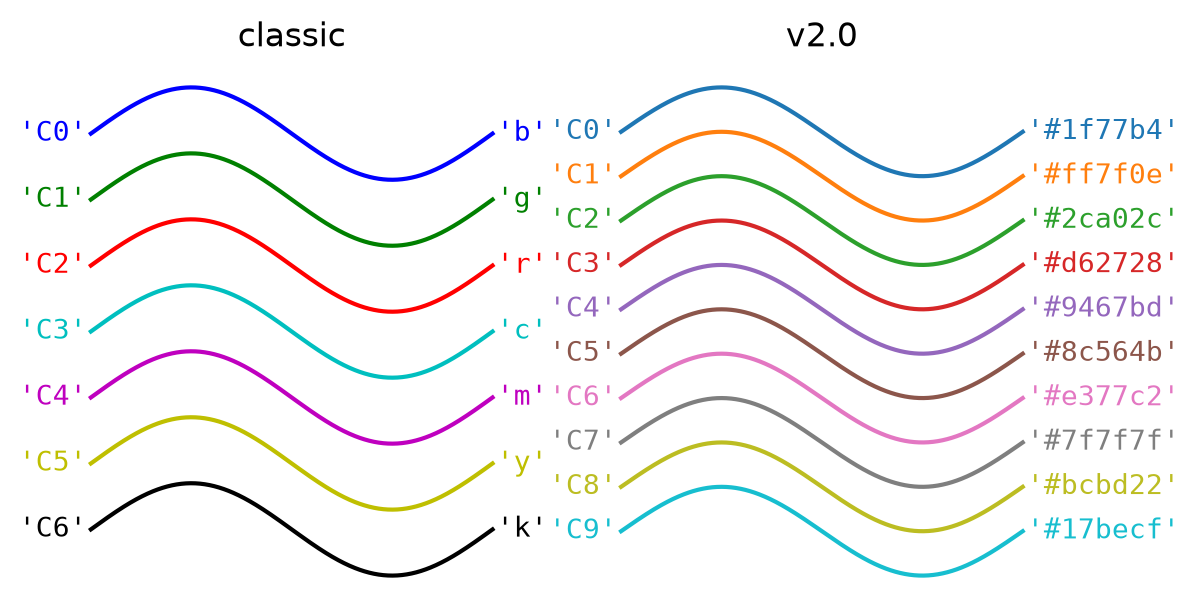 classic
'C0' 'b'
'C1' 'g'
'C2' 'r'
'C3' 'c'
'C4' 'm'
'C5' 'y'
'C6' 'k'
v2.0
'C0' '#1f77b4'
'C1' '#ff7f0e'
'C2' '#2ca02c'
'C3' '#d62728'
'C4' '#9467bd'
'C5' '#8c564b'
'C6' '#e377c2'
'C7' '#7f7f7f'
'C8' '#bcbd22'
'C9' '#17becf'